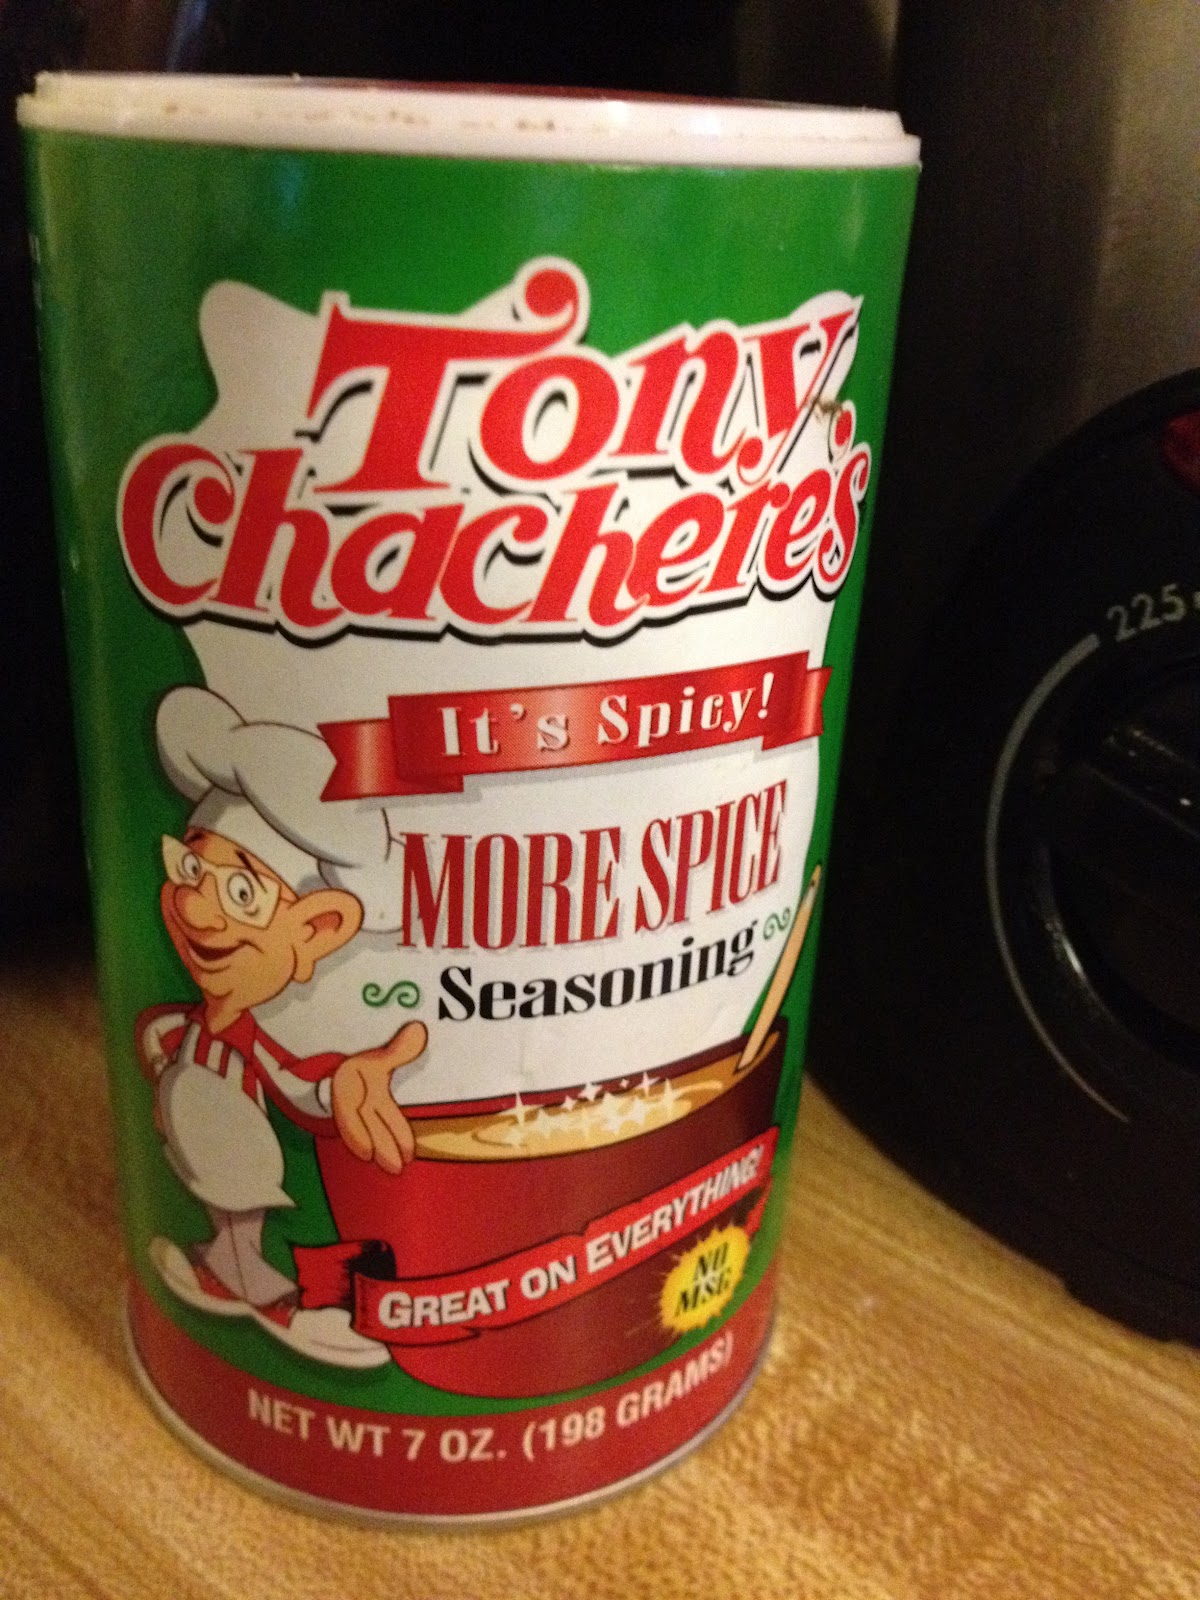 Tony
Chachere's
It's Spicy!
MORE SPICE
Seasoning
GREAT ON EVERYTHING!
NO
MSG
NET WT 7 OZ. (198 GRAMS)
225